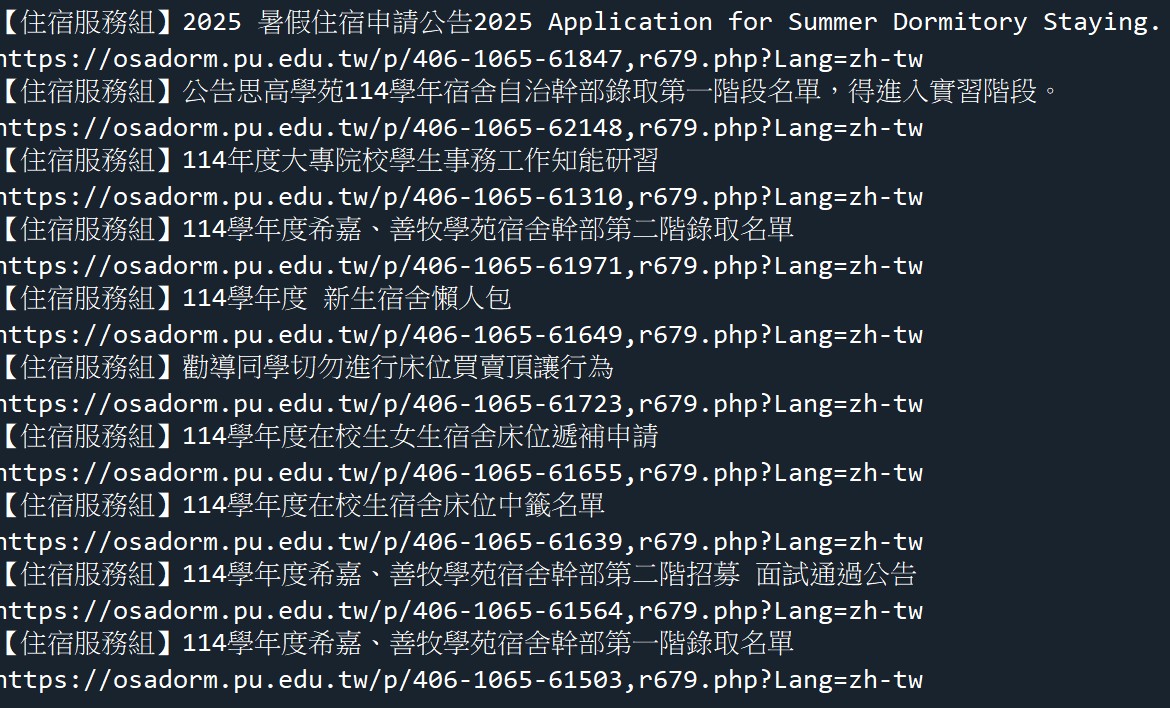 【住宿服務組】2025 暑假住宿申請公告2025 Application for Summer Dormitory Staying.
https://osadorm.pu.edu.tw/p/406-1065-61847,r679.php?Lang=zh-tw
【住宿服務組】公告思高學苑114學年宿舍自治幹部錄取第一階段名單，得進入實習階段。
https://osadorm.pu.edu.tw/p/406-1065-62148,r679.php?Lang=zh-tw
【住宿服務組】114年度大專院校學生事務工作知能研習
https://osadorm.pu.edu.tw/p/406-1065-61310,r679.php?Lang=zh-tw
【住宿服務組】114學年度希嘉、善牧學苑宿舍幹部第二階錄取名單
https://osadorm.pu.edu.tw/p/406-1065-61971,r679.php?Lang=zh-tw
【住宿服務組】114學年度 新生宿舍懶人包
https://osadorm.pu.edu.tw/p/406-1065-61649,r679.php?Lang=zh-tw
【住宿服務組】勸導同學切勿進行床位買賣頂讓行為
https://osadorm.pu.edu.tw/p/406-1065-61723,r679.php?Lang=zh-tw
【住宿服務組】114學年度在校生女生宿舍床位遞補申請
https://osadorm.pu.edu.tw/p/406-1065-61655,r679.php?Lang=zh-tw
【住宿服務組】114學年度在校生宿舍床位中籤名單
https://osadorm.pu.edu.tw/p/406-1065-61639,r679.php?Lang=zh-tw
【住宿服務組】114學年度希嘉、善牧學苑宿舍幹部第二階招募 面試通過公告
https://osadorm.pu.edu.tw/p/406-1065-61564,r679.php?Lang=zh-tw
【住宿服務組】114學年度希嘉、善牧學苑宿舍幹部第一階錄取名單
https://osadorm.pu.edu.tw/p/406-1065-61503,r679.php?Lang=zh-tw